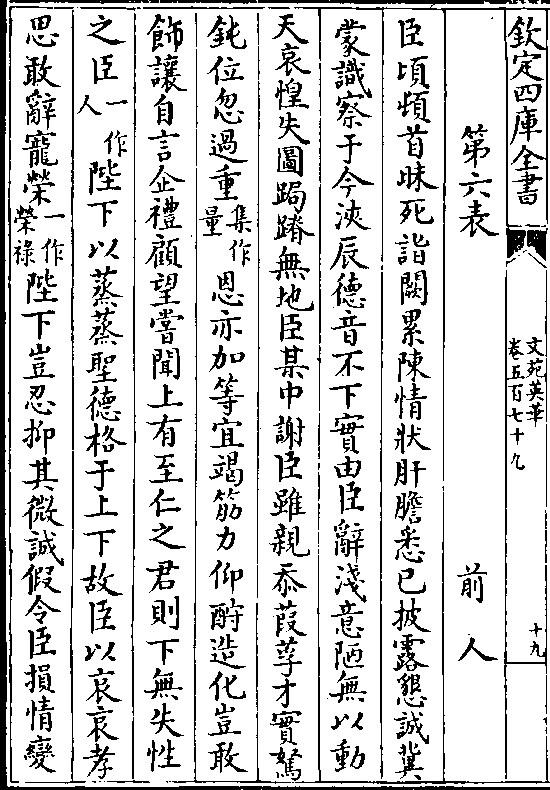 欽定四庫全書
文苑英華
卷五百七十九
十九
第六表
前人
臣頃頓首昧死詣闕累陳情狀肝膽悉已披露懇誠冀
蒙識察于今浹辰德音不下實由臣辭淺意陋無以動
天哀惶失圖跼蹐無地臣某中謝臣雖親忝葭莩才實駑
鈍位忽過重集作量恩亦加等宜竭筋力仰酧造化豈敢
飾讓自言企禮顧望嘗聞上有至仁之君則下無失性
之臣一作人陛下以蒸蒸聖德格于上下故臣以哀哀孝
思敢辭寵榮一作榮祿陛下豈忍抑其微誠假令臣損情變